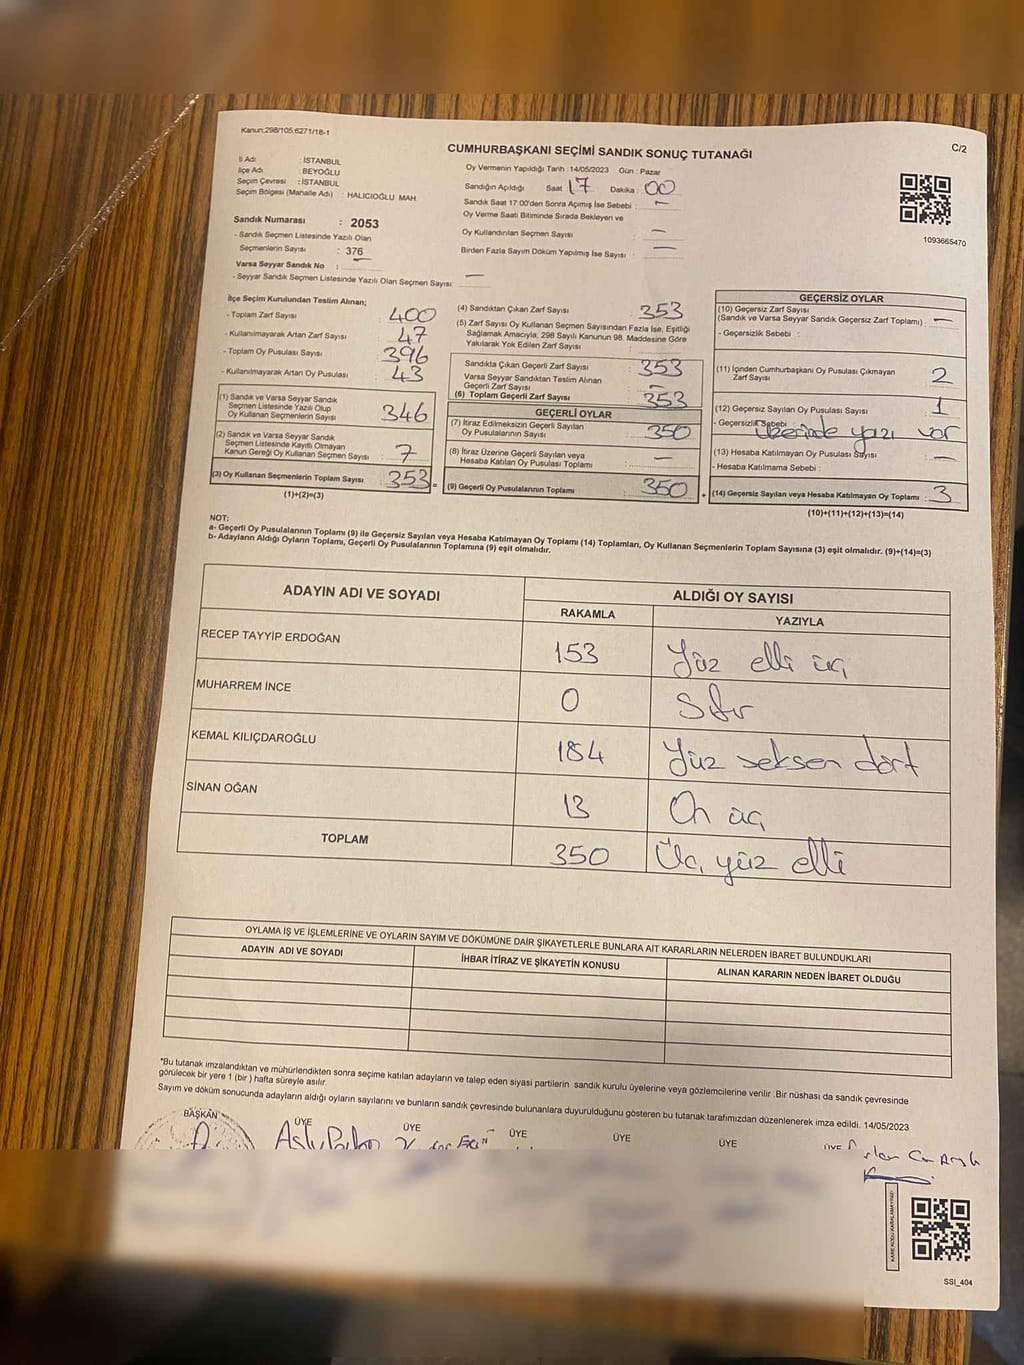 Kanun:298/105,6271/18-1
CUMHURBAŞKANI SEÇİMİ SANDIK SONUÇ TUTANAĞI
C/2
İl Adı : İSTANBUL
İlçe Adı : BEYOĞLU
Seçim Çevresi : İSTANBUL
Seçim Bölgesi (Mahalle Adı) : HALICIOĞLU MAH.
Sandık Numarası : 2053
- Sandık Seçmen Listesinde Yazılı Olan
Seçmenlerin Sayısı : 376
Varsa Seyyar Sandık No :
- Seyyar Sandık Seçmen Listesinde Yazılı Olan Seçmen Sayısı: —
Oy Vermenin Yapıldığı Tarih :14/05/2023 Gün : Pazar
Sandığın Açıldığı Saat 17 Dakika : 00
Sandık Saat 17:00'den Sonra Açılmış İse Sebebi : —
Oy Verme Saati Bitiminde Sırada Bekleyen ve
Oy Kullandırılan Seçmen Sayısı : —
Birden Fazla Sayım Döküm Yapılmış İse Sayısı : —
1093665470
İlçe Seçim Kurulundan Teslim Alınan;
- Toplam Zarf Sayısı : 400
- Kullanılmayarak Artan Zarf Sayısı : 47
- Toplam Oy Pusulası Sayısı : 396
- Kullanılmayarak Artan Oy Pusulası : 43
(1) Sandık ve Varsa Seyyar Sandık
Seçmen Listesinde Yazılı Olup
Oy Kullanan Seçmenlerin Sayısı : 346
(2) Sandık ve Varsa Seyyar Sandık
Seçmen Listesinde Kayıtlı Olmayan
Kanun Gereği Oy Kullanan Seçmen Sayısı : 7
(3) Oy Kullanan Seçmenlerin Toplam Sayısı : 353 =
(1)+(2)=(3)
(4) Sandıktan Çıkan Zarf Sayısı : 353
(5) Zarf Sayısı Oy Kullanan Seçmen Sayısından Fazla İse, Eşitliği
Sağlamak Amacıyla; 298 Sayılı Kanunun 98. Maddesine Göre
Yakılarak Yok Edilen Zarf Sayısı :
Sandıkta Çıkan Geçerli Zarf Sayısı : 353
Varsa Seyyar Sandıktan Teslim Alınan
Geçerli Zarf Sayısı : —
(6) Toplam Geçerli Zarf Sayısı : 353
GEÇERLİ OYLAR
(7) İtiraz Edilmeksizin Geçerli Sayılan
Oy Pusulalarının Sayısı : 350
(8) İtiraz Üzerine Geçerli Sayılan veya
Hesaba Katılan Oy Pusulası Toplamı : —
(9) Geçerli Oy Pusulalarının Toplamı : 350 +
GEÇERSİZ OYLAR
(10) Geçersiz Zarf Sayısı
(Sandık ve Varsa Seyyar Sandık Geçersiz Zarf Toplamı) : —
- Geçersizlik Sebebi :
(11) İçinden Cumhurbaşkanı Oy Pusulası Çıkmayan
Zarf Sayısı : 2
(12) Geçersiz Sayılan Oy Pusulası Sayısı : 1
- Geçersizlik Sebebi : üzerinde yazı var
(13) Hesaba Katılmayan Oy Pusulası Sayısı : —
- Hesaba Katılmama Sebebi :
(14) Geçersiz Sayılan veya Hesaba Katılmayan Oy Toplamı : 3
(10)+(11)+(12)+(13)=(14)
NOT:
a- Geçerli Oy Pusulalarının Toplamı (9) ile Geçersiz Sayılan veya Hesaba Katılmayan Oy Toplamı (14) Toplamları, Oy Kullanan Seçmenlerin Toplam Sayısına (3) eşit olmalıdır. (9)+(14)=(3)
b- Adayların Aldığı Oyların Toplamı, Geçerli Oy Pusulalarının Toplamına (9) eşit olmalıdır.
ADAYIN ADI VE SOYADI ALDIĞI OY SAYISI
RAKAMLA YAZIYLA
RECEP TAYYİP ERDOĞAN 153 Yüz elli üç
MUHARREM İNCE 0 Sıfır
KEMAL KILIÇDAROĞLU 184 Yüz seksen dört
SİNAN OĞAN 13 On üç
TOPLAM 350 Üç yüz elli
OYLAMA İŞ VE İŞLEMLERİNE VE OYLARIN SAYIM VE DÖKÜMÜNE DAİR ŞİKAYETLERLE BUNLARA AİT KARARLARIN NELERDEN İBARET BULUNDUKLARI
ADAYIN ADI VE SOYADI İHBAR İTİRAZ VE ŞİKAYETİN KONUSU ALINAN KARARIN NEDEN İBARET OLDUĞU
*Bu tutanak imzalandıktan ve mühürlendikten sonra seçime katılan adayların ve talep eden siyasi partilerin sandık kurulu üyelerine veya gözlemcilerine verilir .Bir nüshası da sandık çevresinde
görülecek bir yere 1 (bir ) hafta süreyle asılır.
Sayım ve döküm sonucunda adayların aldığı oyların sayılarını ve bunların sandık çevresinde bulunanlara duyurulduğunu gösteren bu tutanak tarafımızdan düzenlenerek imza edildi. 14/05/2023
BAŞKAN ÜYE ÜYE ÜYE ÜYE ÜYE ÜYE
SSI_404